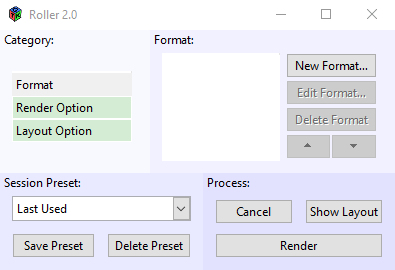 Roller 2.0
Category:
Format
Render Option
Layout Option
Format:
New Format...
Edit Format...
Delete Format
Session Preset:
Last Used
Save Preset
Delete Preset
Process:
Cancel
Show Layout
Render